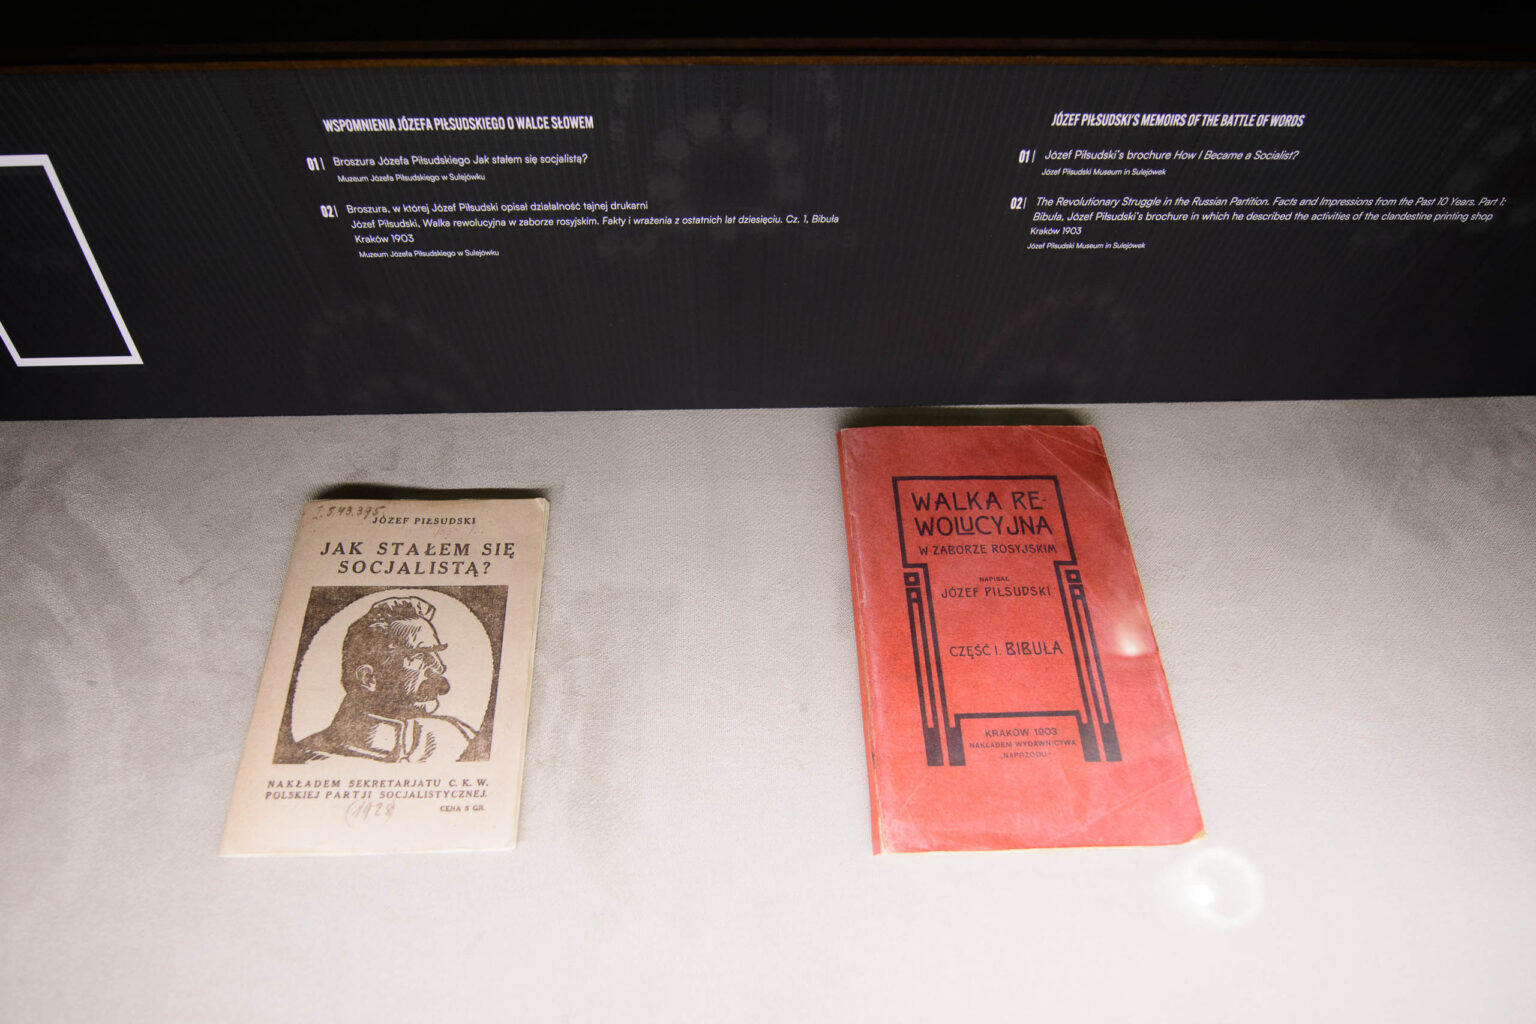 WSPOMNIENIA JÓZEFA PIŁSUDSKIEGO O WALCE SŁOWEM
01 | Broszura Józefa Piłsudskiego Jak stałem się socjalistą?
Muzeum Józefa Piłsudskiego w Sulejówku
02 | Broszura, w której Józef Piłsudski opisał działalność tajnej drukarni
Józef Piłsudski, Walka rewolucyjna w zaborze rosyjskim. Fakty i wrażenia z ostatnich lat dziesięciu. Cz. 1, Bibuła
Kraków 1903
Muzeum Józefa Piłsudskiego w Sulejówku
JÓZEF PIŁSUDSKI'S MEMOIRS OF THE BATTLE OF WORDS
01 | Józef Piłsudski's brochure How I Became a Socialist?
Józef Piłsudski Museum in Sulejówek
02 | The Revolutionary Struggle in the Russian Partition. Facts and Impressions from the Past 10 Years. Part 1:
Bibuła, Józef Piłsudski's brochure in which he described the activities of the clandestine printing shop
Kraków 1903
Józef Piłsudski Museum in Sulejówek
I.543.395
JÓZEF PIŁSUDSKI
JAK STAŁEM SIĘ
SOCJALISTĄ?
NAKŁADEM SEKRETARJATU C. K. W.
POLSKIEJ PARTJI SOCJALISTYCZNEJ.
(1928)
CENA 5 GR.
WALKA RE-
WOLUCYJNA
W ZABORZE ROSYJSKIM
NAPISAŁ
JÓZEF PIŁSUDSKI
CZĘŚĆ I. BIBUŁA
KRAKÓW 1903
NAKŁADEM WYDAWNICTWA
„NAPRZODU"